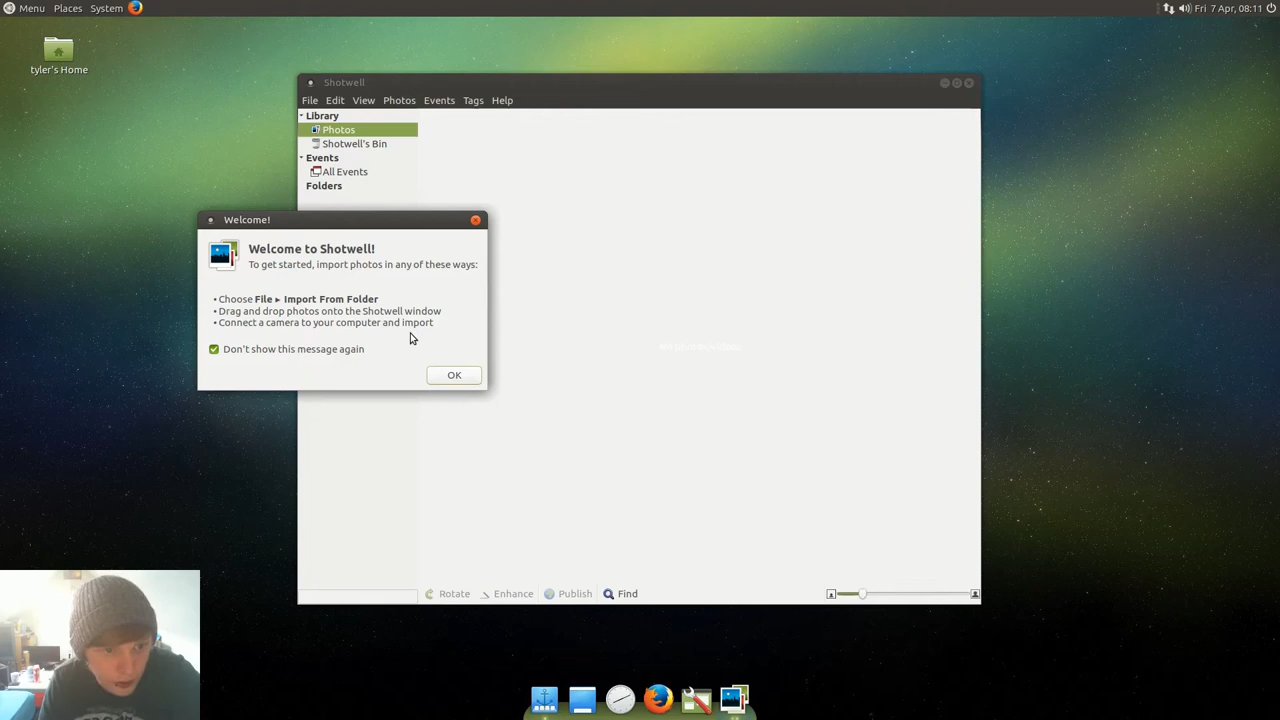 Menu Places System
Fri 7 Apr, 08:11
tyler's Home
Shotwell
File Edit View Photos Events Tags Help
Library
Photos
Shotwell's Bin
Events
All Events
Folders
Welcome!
Welcome to Shotwell!
To get started, import photos in any of these ways:
• Choose File ▸ Import From Folder
• Drag and drop photos onto the Shotwell window
• Connect a camera to your computer and import
Don't show this message again
OK
Rotate Enhance Publish Find